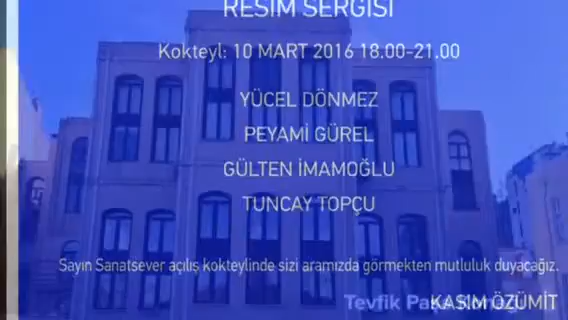 RESİM SERGİSİ
Kokteyl: 10 MART 2016 18.00-21.00
YÜCEL DÖNMEZ
PEYAMİ GÜREL
GÜLTEN İMAMOĞLU
TUNCAY TOPÇU
Sayın Sanatsever açılış kokteylinde sizi aramızda görmekten mutluluk duyacağız.
Tevfik
KASIM ÖZÜMİT